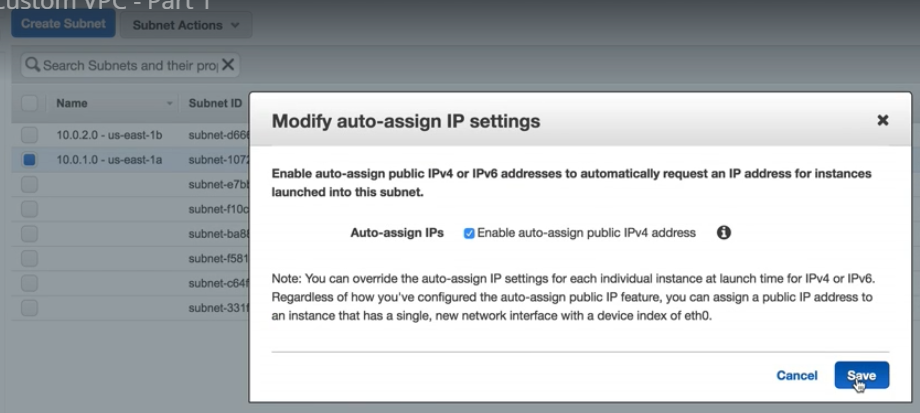 Custom VPC - Part 1
Create Subnet
Subnet Actions
Search Subnets and their pro
Name
Subnet ID
10.0.2.0 - us-east-1b
subnet-d666
10.0.1.0 - us-east-1a
subnet-1072
subnet-e7b
subnet-f10
subnet-ba8
subnet-f581
subnet-c64f
subnet-331f
Modify auto-assign IP settings
Enable auto-assign public IPv4 or IPv6 addresses to automatically request an IP address for instances
launched into this subnet.
Auto-assign IPs
Enable auto-assign public IPv4 address
Note: You can override the auto-assign IP settings for each individual instance at launch time for IPv4 or IPv6.
Regardless of how you've configured the auto-assign public IP feature, you can assign a public IP address to
an instance that has a single, new network interface with a device index of eth0.
Cancel
Save